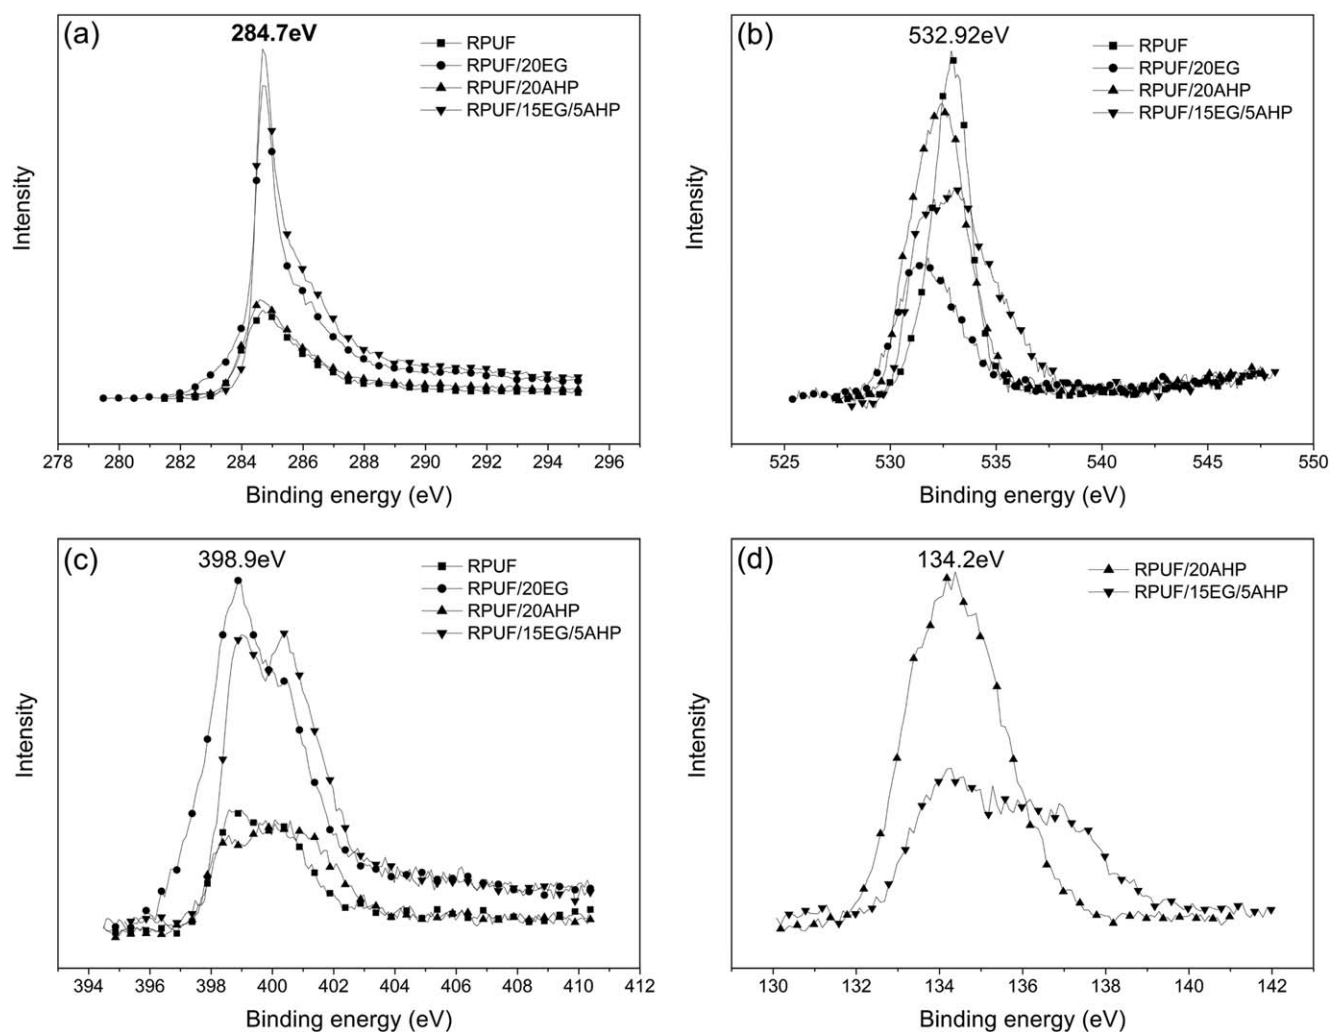 (a)
284.7eV
RPUF
RPUF/20EG
RPUF/20AHP
RPUF/15EG/5AHP
Intensity
278 280 282 284 286 288 290 292 294 296
Binding energy (eV)
(b)
532.92eV
RPUF
RPUF/20EG
RPUF/20AHP
RPUF/15EG/5AHP
Intensity
525 530 535 540 545 550
Binding energy (eV)
(c)
398.9eV
RPUF
RPUF/20EG
RPUF/20AHP
RPUF/15EG/5AHP
Intensity
394 396 398 400 402 404 406 408 410 412
Binding energy (eV)
(d)
134.2eV
RPUF/20AHP
RPUF/15EG/5AHP
Intensity
130 132 134 136 138 140 142
Binding energy (eV)